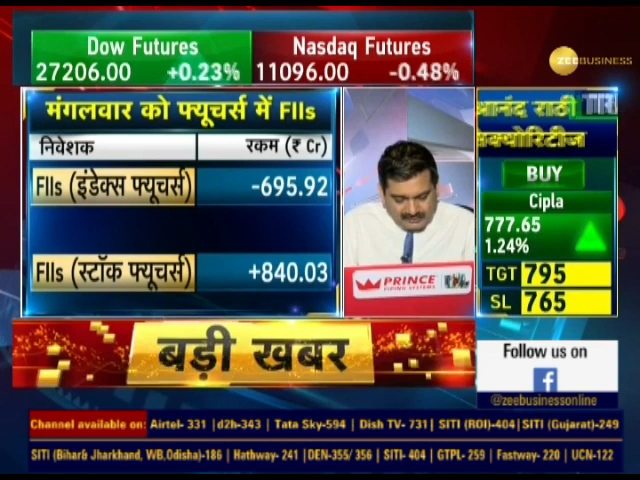 Dow Futures
27206.00 +0.23%
Nasdaq Futures
11096.00 -0.48%
ZEEBUSINESS
मंगलवार को फ्यूचर्स में FIIs
निवेशक रकम (₹ Cr)
FIIs (इंडेक्स फ्यूचर्स) -695.92
FIIs (स्टॉक फ्यूचर्स) +840.03
PRINCE
PIPING SYSTEMS
आनंद राठी
सिक्योरिटीज
BUY
Cipla
777.65
1.24%
TGT 795
SL 765
बड़ी खबर
Follow us on
f
@zeebusinessonline
Channel available on: Airtel- 331 | d2h-343 | Tata Sky-594 | Dish TV- 731| SITI (ROI)-404| SITI (Gujarat)-249
SITI (Bihar& Jharkhand, WB,Odisha)-186 | Hathway- 241 |DEN-355/ 356 | SITI- 404 | GTPL- 259 | Fastway- 220 | UCN-122